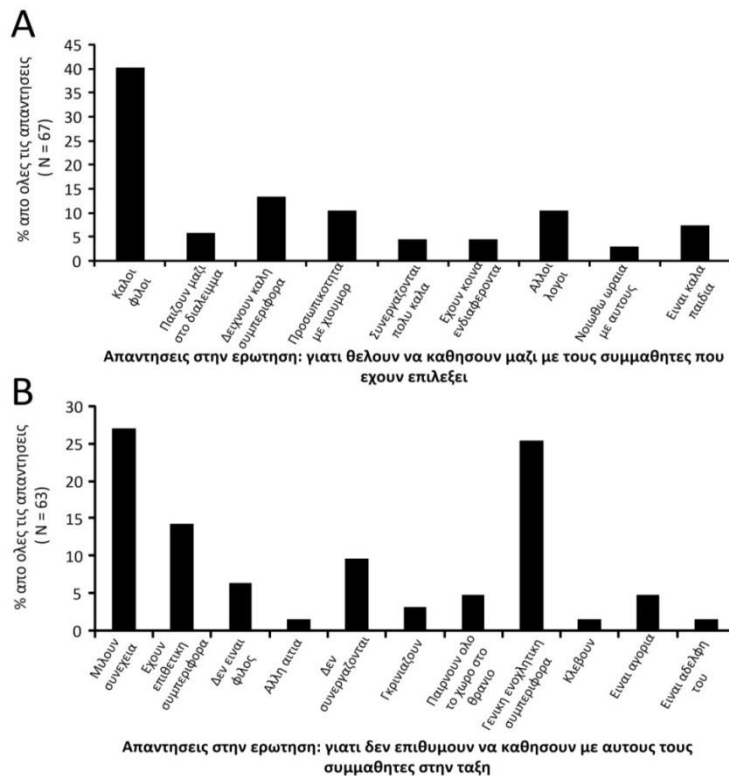 A
45
40
35
30
25
20
15
10
5
0
% απο ολες τις απαντησεις
( N = 67)
Καλοι
φιλοι
Παιζουν μαζι
στο διαλειμμα
Δειχνουν καλη
συμπεριφορα
Προσωπικοτητα
με χιουμορ
Συνεργαζονται
πολυ καλα
Εχουν κοινα
ενδιαφεροντα
Αλλοι
λογοι
Νοιωθω ωραια
με αυτους
Ειναι καλα
παιδια
Απαντησεις στην ερωτηση: γιατι θελουν να καθησουν μαζι με τους συμμαθητες που
εχουν επιλεξει
B
30
25
20
15
10
5
0
% απο ολες τις απαντησεις
( N = 63)
Μιλουν
συνεχεια
Εχουν
επιθετικη
συμπεριφορα
Δεν ειναι
φιλος
Αλλη αιτια
Δεν
συνεργαζονται
Γκρινιαζουν
Παιρνουν ολο
το χωρο στο
θρανιο
Γενικη ενοχλητικη
συμπεριφορα
Κλεβουν
Ειναι αγορια
Ειναι αδελφη
του
Απαντησεις στην ερωτηση: γιατι δεν επιθυμουν να καθησουν με αυτους τους
συμμαθητες στην ταξη